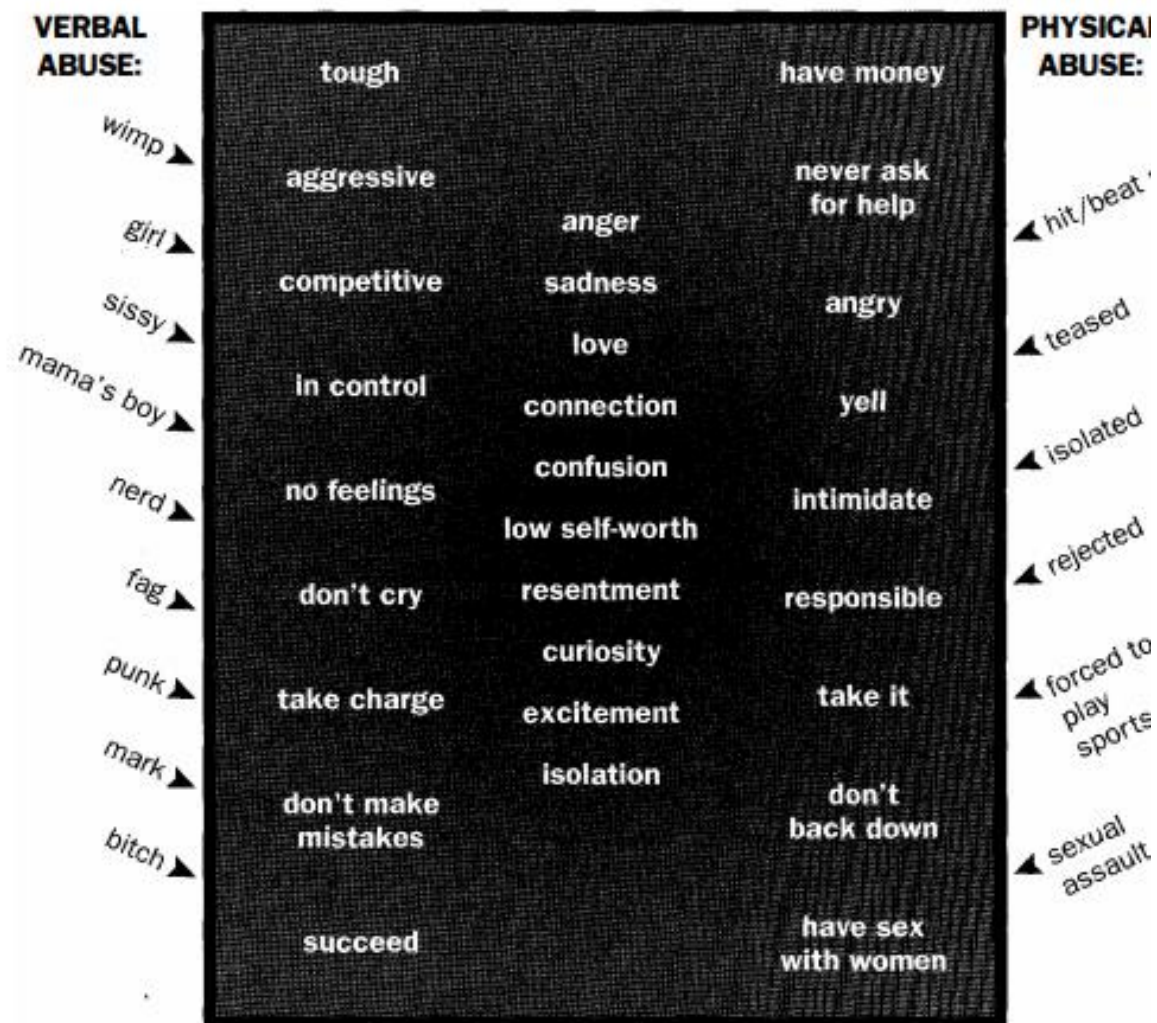 VERBAL
ABUSE:
wimp
girl
sissy
mama's boy
nerd
fag
punk
mark
bitch
tough
aggressive
competitive
in control
no feelings
don't cry
take charge
don't make
mistakes
succeed
anger
sadness
love
connection
confusion
low self-worth
resentment
curiosity
excitement
isolation
have money
never ask
for help
angry
yell
intimidate
responsible
take it
don't
back down
have sex
with women
PHYSICAL
ABUSE:
hit/beat
teased
isolated
rejected
forced to
play
sports
sexual
assault